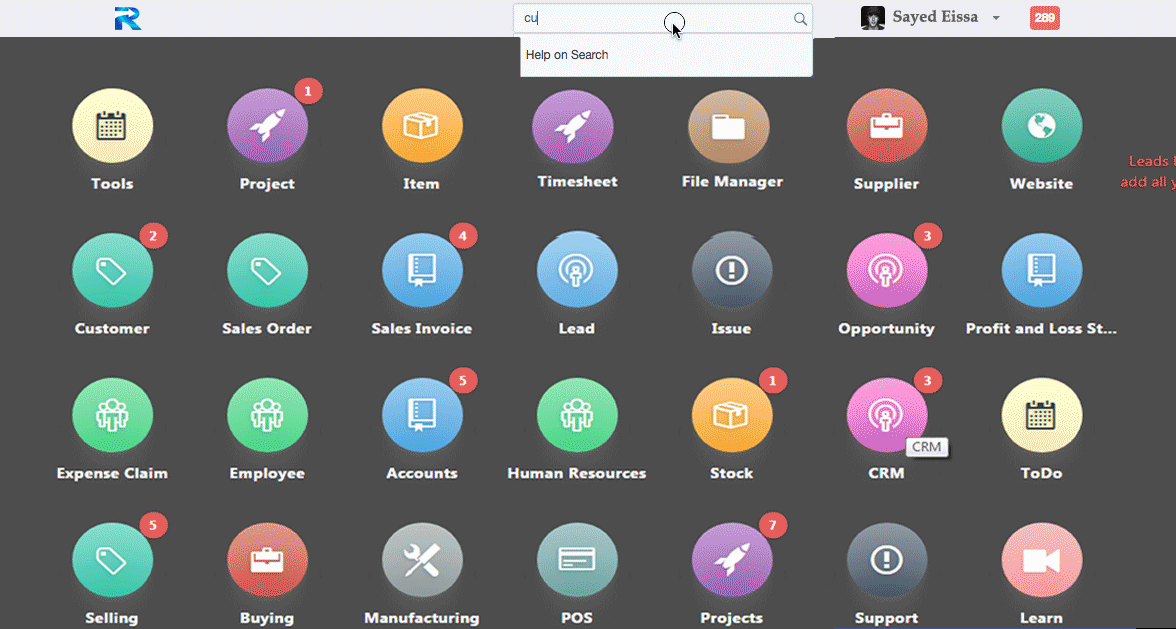 cu
Sayed Eissa
289
Help on Search
1
Tools
Project
Item
Timesheet
File Manager
Supplier
Website
Leads
add all y
2
4
3
Customer
Sales Order
Sales Invoice
Lead
Issue
Opportunity
Profit and Loss St...
5
1
3
CRM
Expense Claim
Employee
Accounts
Human Resources
Stock
CRM
ToDo
5
7
Selling
Buying
Manufacturing
POS
Projects
Support
Learn